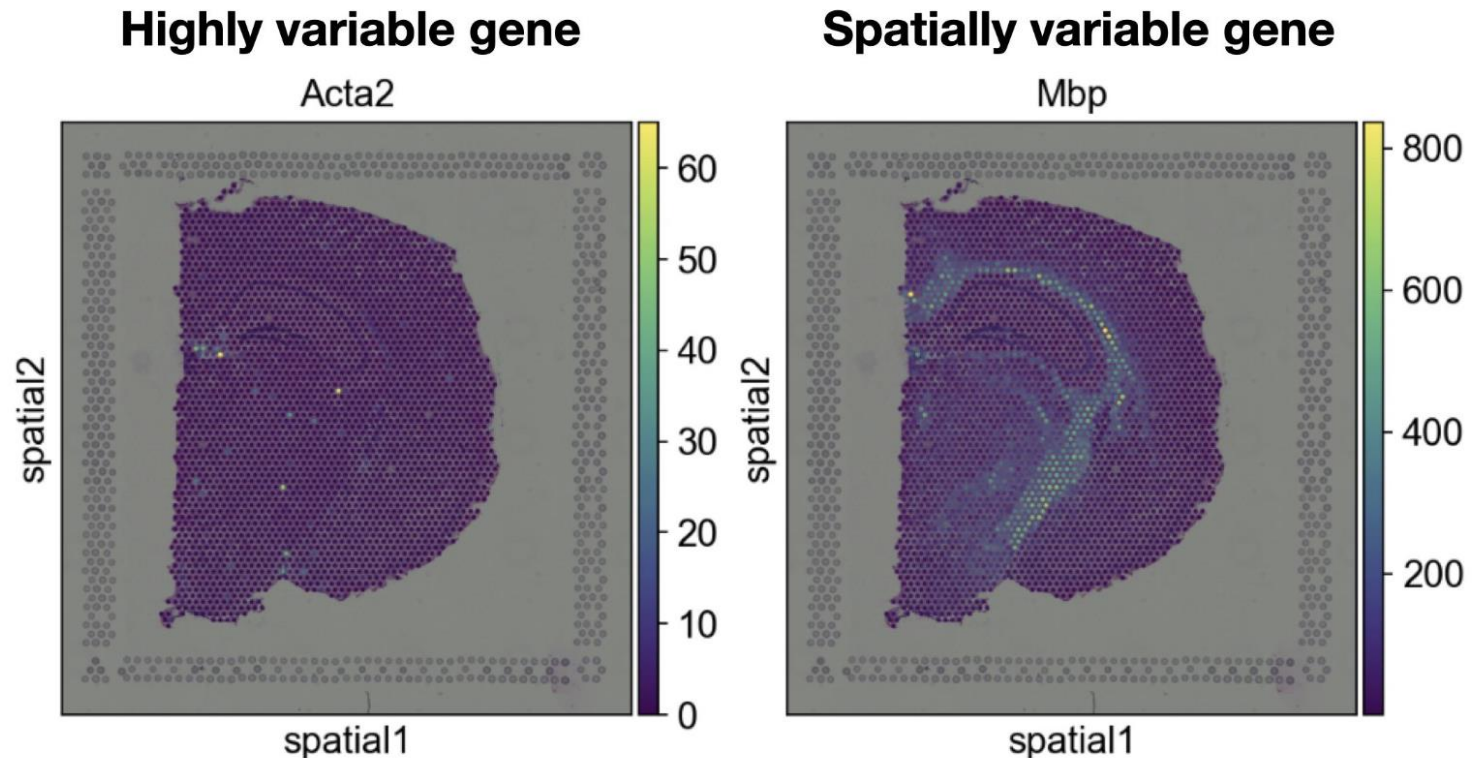 Highly variable gene
Spatially variable gene
Acta2
Mbp
60
50
40
30
20
10
0
800
600
400
200
spatial2
spatial2
spatial1
spatial1